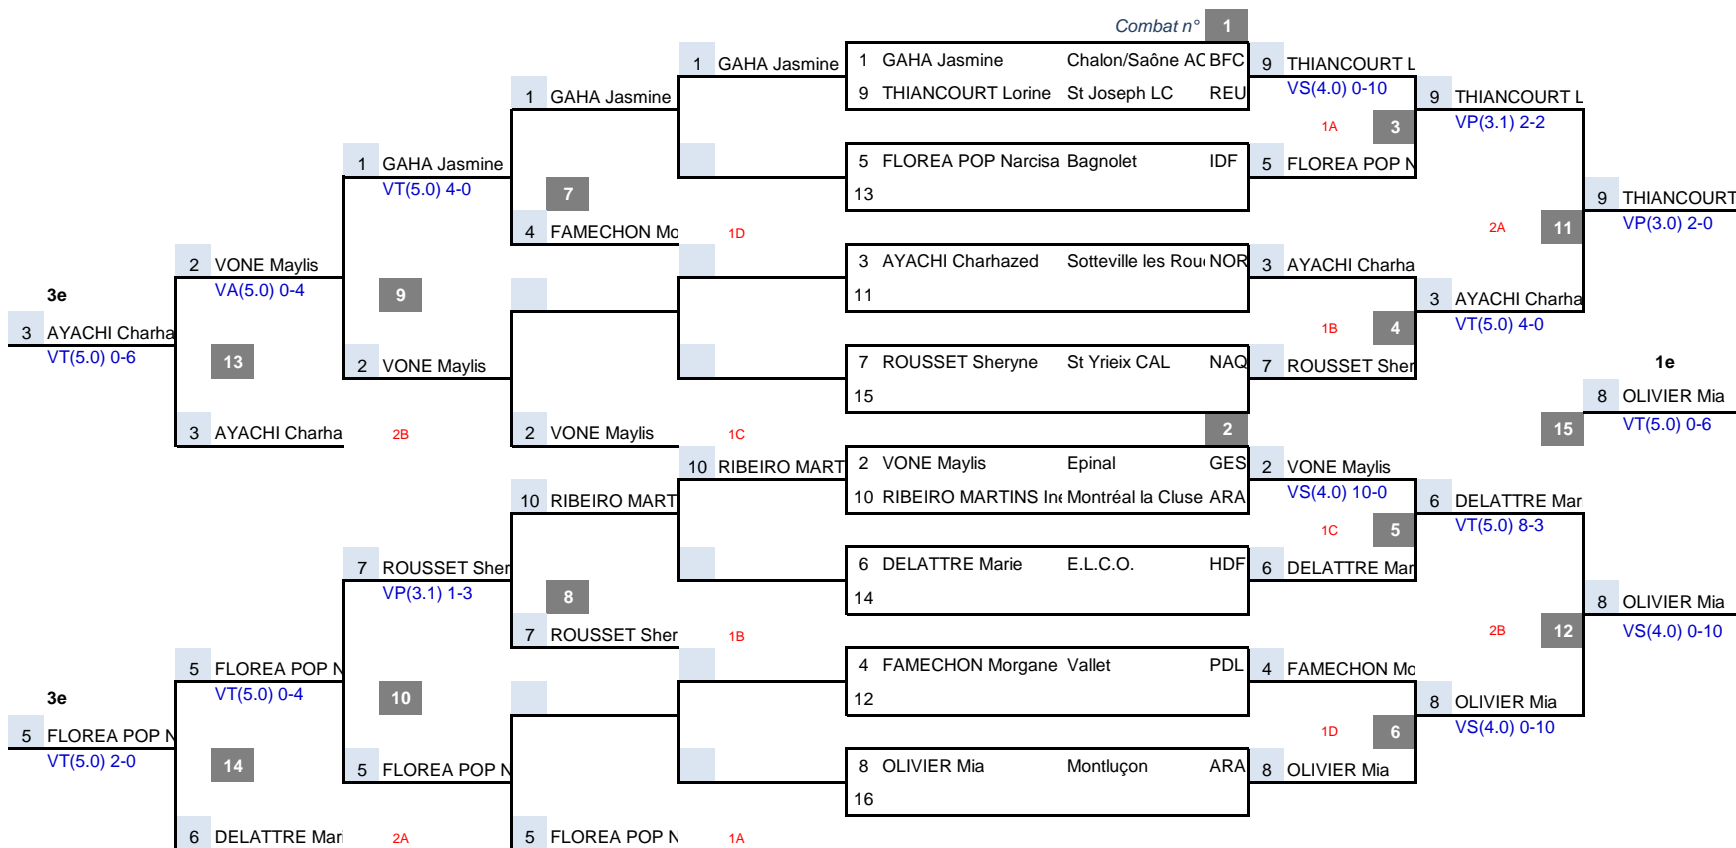 Combat n° 1
1 GAHA Jasmine 1 GAHA Jasmine Chalon/Saône AC BFC 9 THIANCOURT L
1 GAHA Jasmine 9 THIANCOURT Lorine St Joseph LC REU VS(4.0) 0-10 9 THIANCOURT L
1A 3 VP(3.1) 2-2
1 GAHA Jasmine 5 FLOREA POP Narcisa Bagnolet IDF 5 FLOREA POP N
VT(5.0) 4-0 7 13 9 THIANCOURT
4 FAMECHON Mo 1D 2A 11 VP(3.0) 2-0
2 VONE Maylis 3 AYACHI Charhazed Sotteville les Rou NOR 3 AYACHI Charha
3e VA(5.0) 0-4 9 11 3 AYACHI Charha
3 AYACHI Charha 1B 4 VT(5.0) 4-0
VT(5.0) 0-6 13 2 VONE Maylis 7 ROUSSET Sheryne St Yrieix CAL NAQ 7 ROUSSET Sher 1e
15 8 OLIVIER Mia
3 AYACHI Charha 2B 2 VONE Maylis 1C 2 15 VT(5.0) 0-6
10 RIBEIRO MART 2 VONE Maylis Epinal GES 2 VONE Maylis
10 RIBEIRO MART 10 RIBEIRO MARTINS In Montréal la Cluse ARA VS(4.0) 10-0 6 DELATTRE Mar
1C 5 VT(5.0) 8-3
7 ROUSSET Sher 6 DELATTRE Marie E.L.C.O. HDF 6 DELATTRE Mar
VP(3.1) 1-3 8 14 8 OLIVIER Mia
7 ROUSSET Sher 1B 2B 12 VS(4.0) 0-10
5 FLOREA POP N 4 FAMECHON Morgane Vallet PDL 4 FAMECHON Mo
3e VT(5.0) 0-4 10 12 8 OLIVIER Mia
5 FLOREA POP N 1D 6 VS(4.0) 0-10
VT(5.0) 2-0 14 5 FLOREA POP N 8 OLIVIER Mia Montluçon ARA 8 OLIVIER Mia
16
6 DELATTRE Mari 2A 5 FLOREA POP N 1A